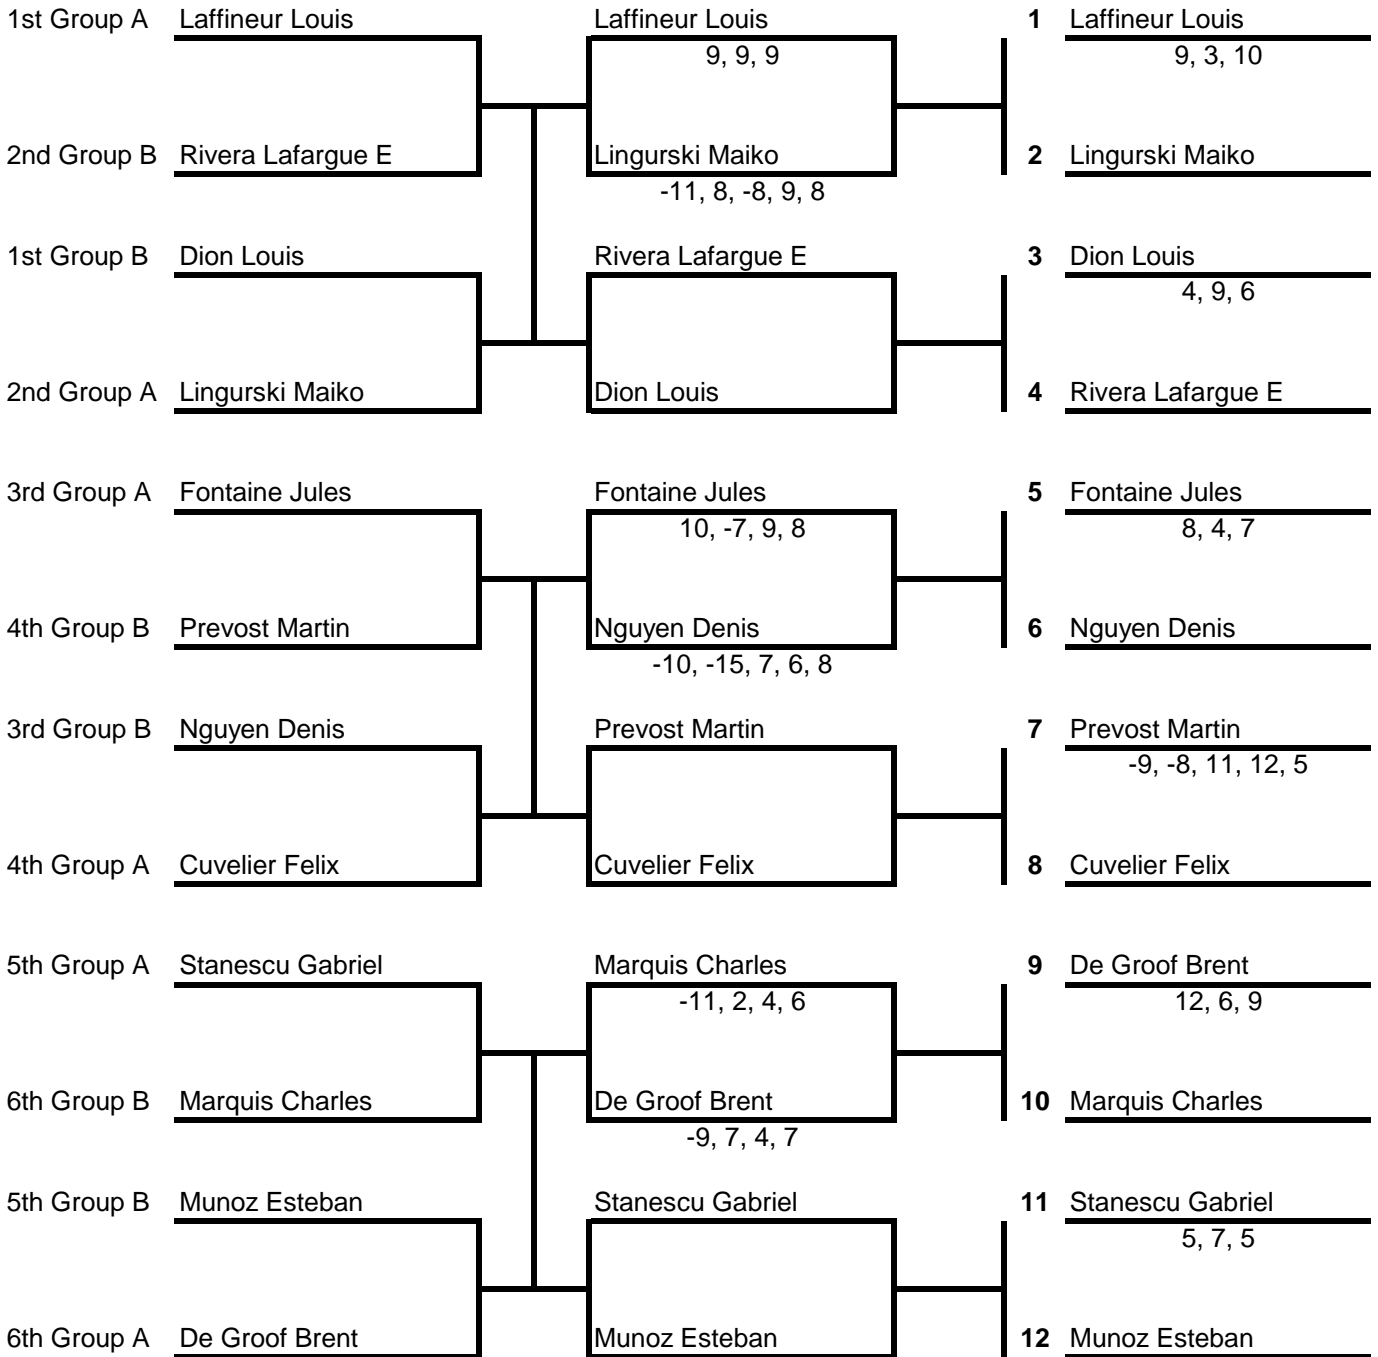 1st Group A Laffineur Louis Laffineur Louis 1 Laffineur Louis
9, 9, 9 9, 3, 10
2nd Group B Rivera Lafargue E Lingurski Maiko 2 Lingurski Maiko
-11, 8, -8, 9, 8
1st Group B Dion Louis Rivera Lafargue E 3 Dion Louis
4, 9, 6
2nd Group A Lingurski Maiko Dion Louis 4 Rivera Lafargue E
3rd Group A Fontaine Jules Fontaine Jules 5 Fontaine Jules
10, -7, 9, 8 8, 4, 7
4th Group B Prevost Martin Nguyen Denis 6 Nguyen Denis
-10, -15, 7, 6, 8
3rd Group B Nguyen Denis Prevost Martin 7 Prevost Martin
-9, -8, 11, 12, 5
4th Group A Cuvelier Felix Cuvelier Felix 8 Cuvelier Felix
5th Group A Stanescu Gabriel Marquis Charles 9 De Groof Brent
-11, 2, 4, 6 12, 6, 9
6th Group B Marquis Charles De Groof Brent 10 Marquis Charles
-9, 7, 4, 7
5th Group B Munoz Esteban Stanescu Gabriel 11 Stanescu Gabriel
5, 7, 5
6th Group A De Groof Brent Munoz Esteban 12 Munoz Esteban